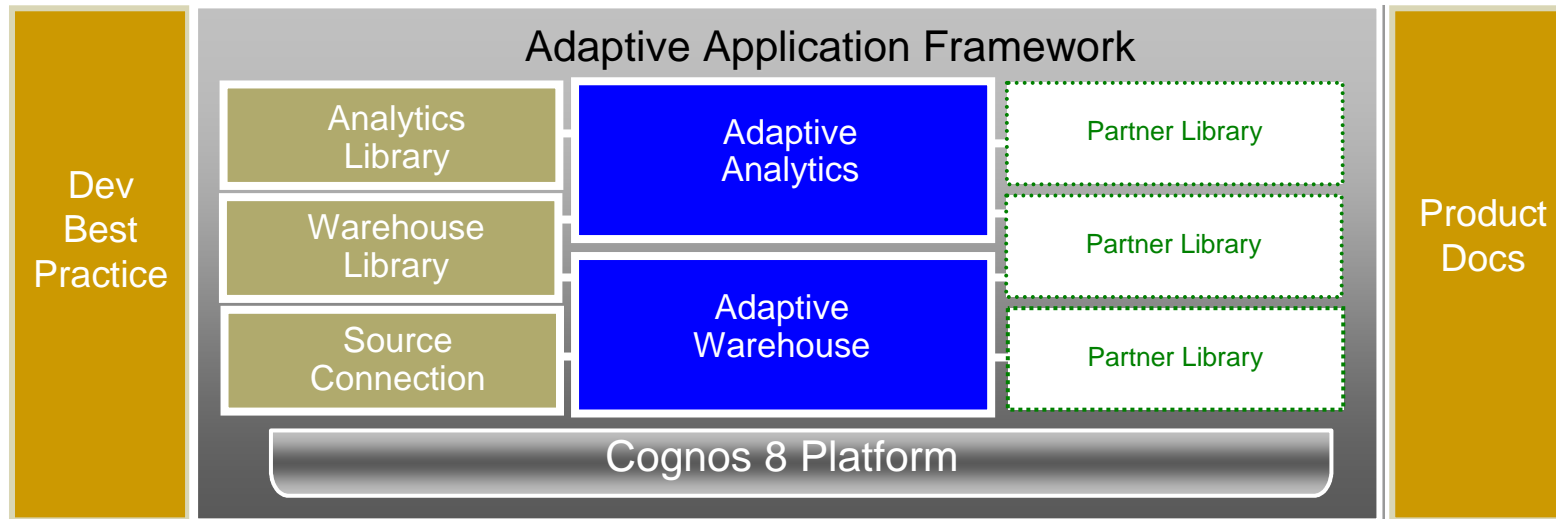 Adaptive Application Framework
Dev
Best
Practice
Analytics
Library
Warehouse
Library
Source
Connection
Adaptive
Analytics
Adaptive
Warehouse
Partner Library
Partner Library
Partner Library
Product
Docs
Cognos 8 Platform